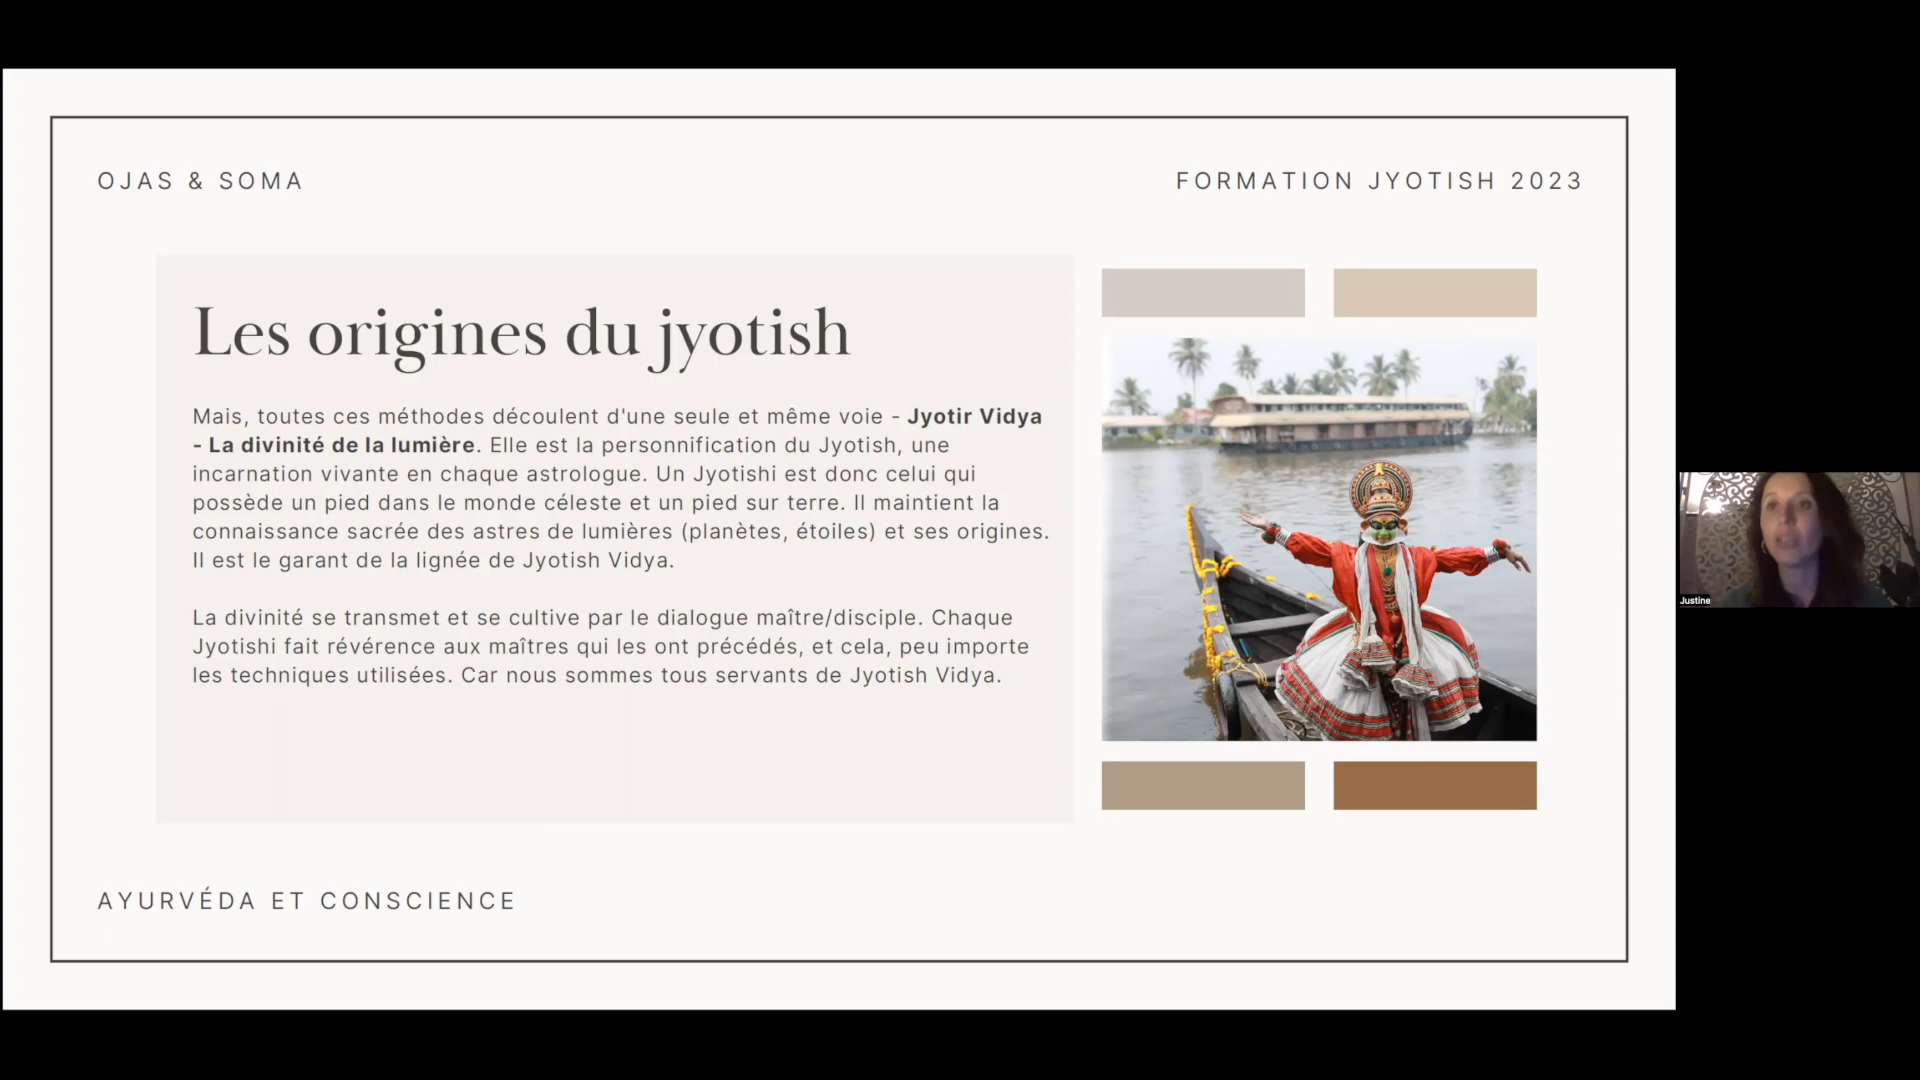 OJAS & SOMA
FORMATION JYOTISH 2023
Les origines du jyotish
Mais, toutes ces méthodes découlent d'une seule et même voie - Jyotir Vidya
- La divinité de la lumière. Elle est la personnification du Jyotish, une
incarnation vivante en chaque astrologue. Un Jyotishi est donc celui qui
possède un pied dans le monde céleste et un pied sur terre. Il maintient la
connaissance sacrée des astres de lumières (planètes, étoiles) et ses origines.
Il est le garant de la lignée de Jyotish Vidya.
La divinité se transmet et se cultive par le dialogue maître/disciple. Chaque
Jyotishi fait révérence aux maîtres qui les ont précédés, et cela, peu importe
les techniques utilisées. Car nous sommes tous servants de Jyotish Vidya.
AYURVÉDA ET CONSCIENCE
Justine